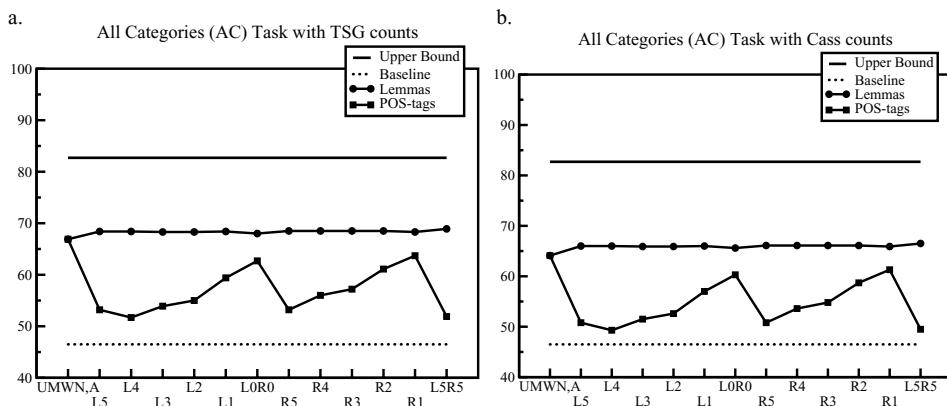 a.
All Categories (AC) Task with TSG counts
Upper Bound
Baseline
Lemmas
POS-tags
100
90
80
70
60
50
40
UMWN,A L4 L2 L0R0 R4 R2 L5R5
L5 L3 L1 R5 R3 R1
b.
All Categories (AC) Task with Cass counts
Upper Bound
Baseline
Lemmas
POS-tags
100
90
80
70
60
50
40
UMWN,A L4 L2 L0R0 R4 R2 L5R5
L5 L3 L1 R5 R3 R1